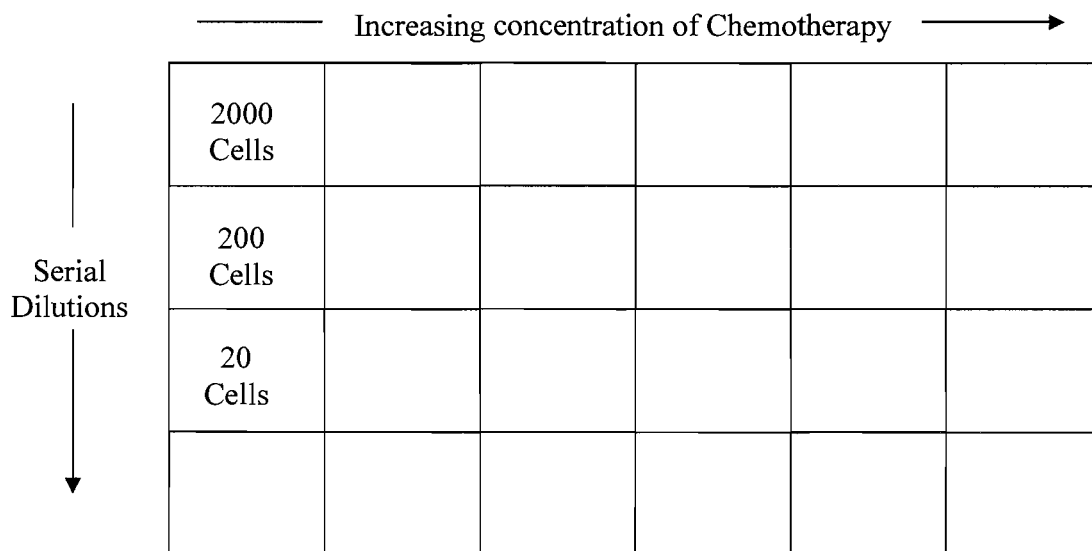 Increasing concentration of Chemotherapy
2000
Cells
200
Cells
Serial
Dilutions
20
Cells